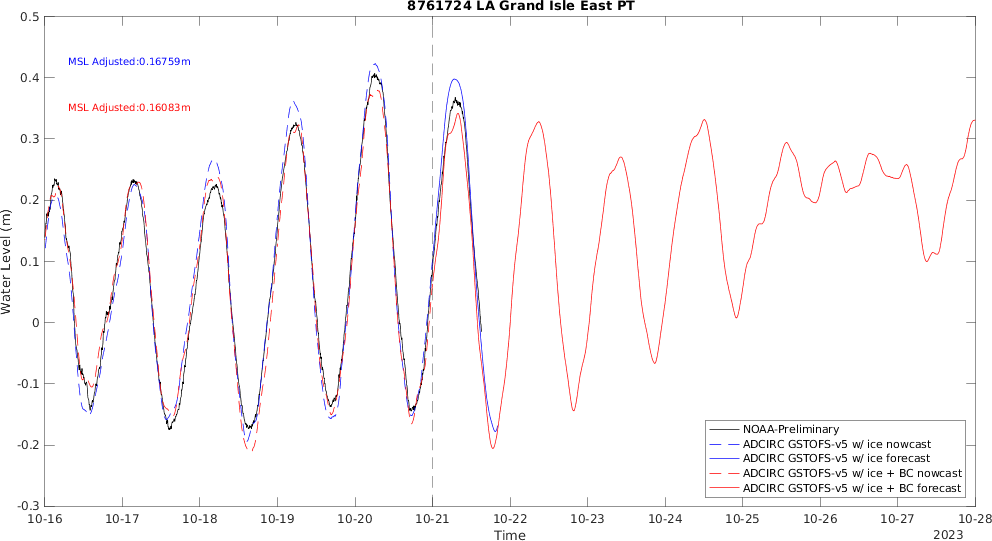 8761724 LA Grand Isle East PT
0.5
0.4
0.3
0.2
0.1
0
-0.1
-0.2
-0.3
Water Level (m)
MSL Adjusted:0.16759m
MSL Adjusted:0.16083m
NOAA-Preliminary
ADCIRC GSTOFS-v5 w/ ice nowcast
ADCIRC GSTOFS-v5 w/ ice forecast
ADCIRC GSTOFS-v5 w/ ice + BC nowcast
ADCIRC GSTOFS-v5 w/ ice + BC forecast
10-16 10-17 10-18 10-19 10-20 10-21 10-22 10-23 10-24 10-25 10-26 10-27 10-28
Time
2023